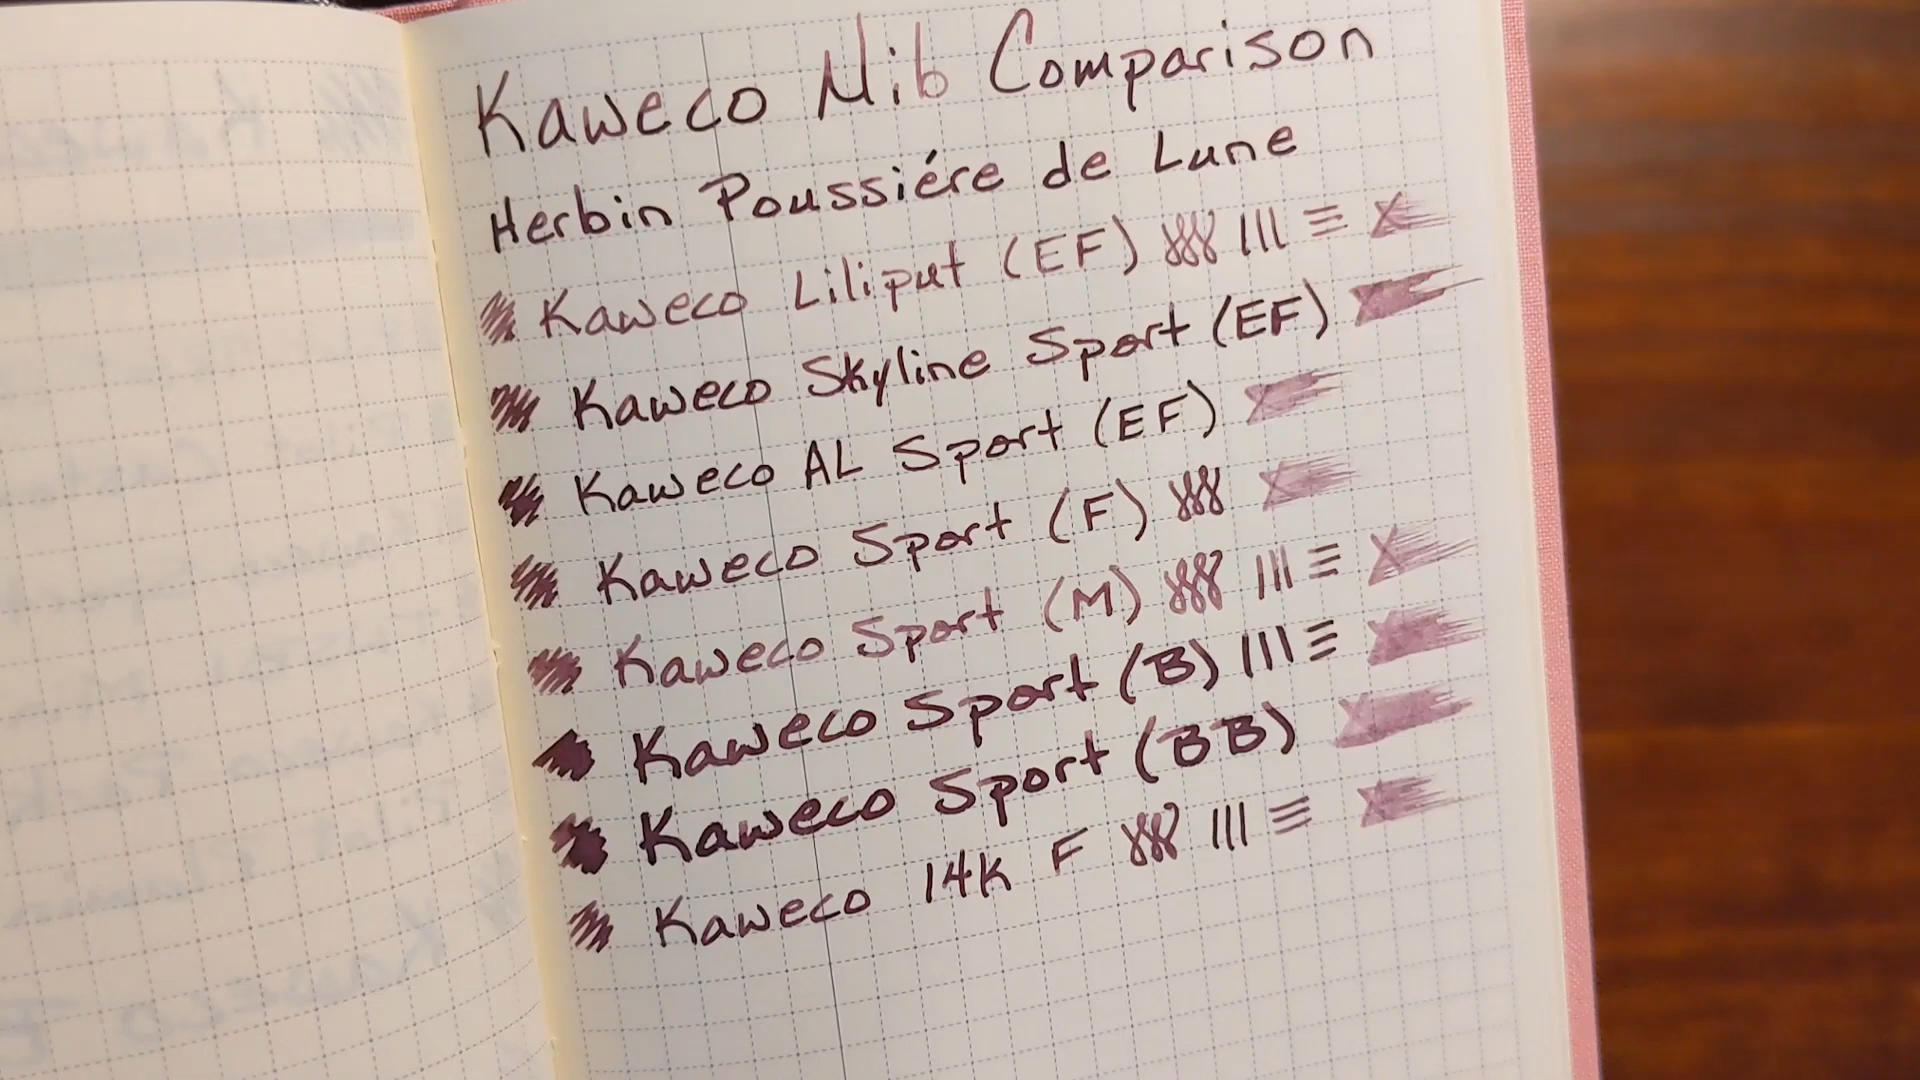 Kaweco Nib Comparison
Herbin Poussiére de Lune
Kaweco Liliput (EF)
Kaweco Skyline Sport (EF)
Kaweco AL Sport (EF)
Kaweco Sport (F)
Kaweco Sport (M)
Kaweco Sport (B)
Kaweco Sport (BB)
Kaweco 14K F